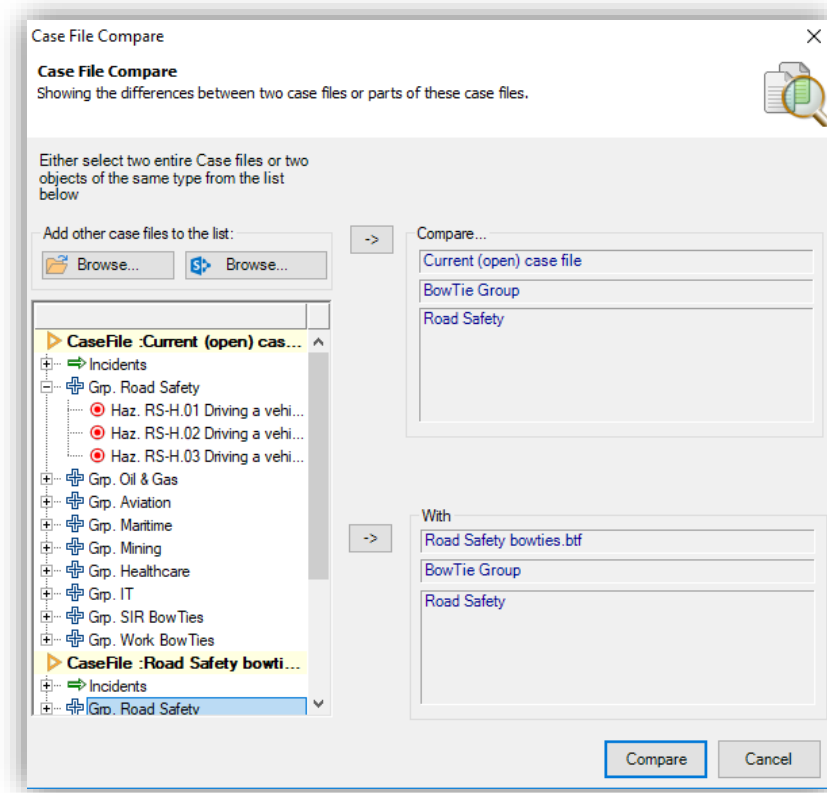 Case File Compare
Case File Compare
Showing the differences between two case files or parts of these case files.
Either select two entire Case files or two
objects of the same type from the list
below
Add other case files to the list:
Browse...
Browse...
->
Compare...
Current (open) case file
BowTie Group
Road Safety
CaseFile :Current (open) cas...
Incidents
Grp. Road Safety
Haz. RS-H.01 Driving a vehi...
Haz. RS-H.02 Driving a vehi...
Haz. RS-H.03 Driving a vehi...
Grp. Oil & Gas
Grp. Aviation
Grp. Maritime
Grp. Mining
Grp. Healthcare
Grp. IT
Grp. SIR BowTies
Grp. Work BowTies
CaseFile :Road Safety bowti...
Incidents
Grp. Road Safety
->
With
Road Safety bowties.btf
BowTie Group
Road Safety
Compare
Cancel